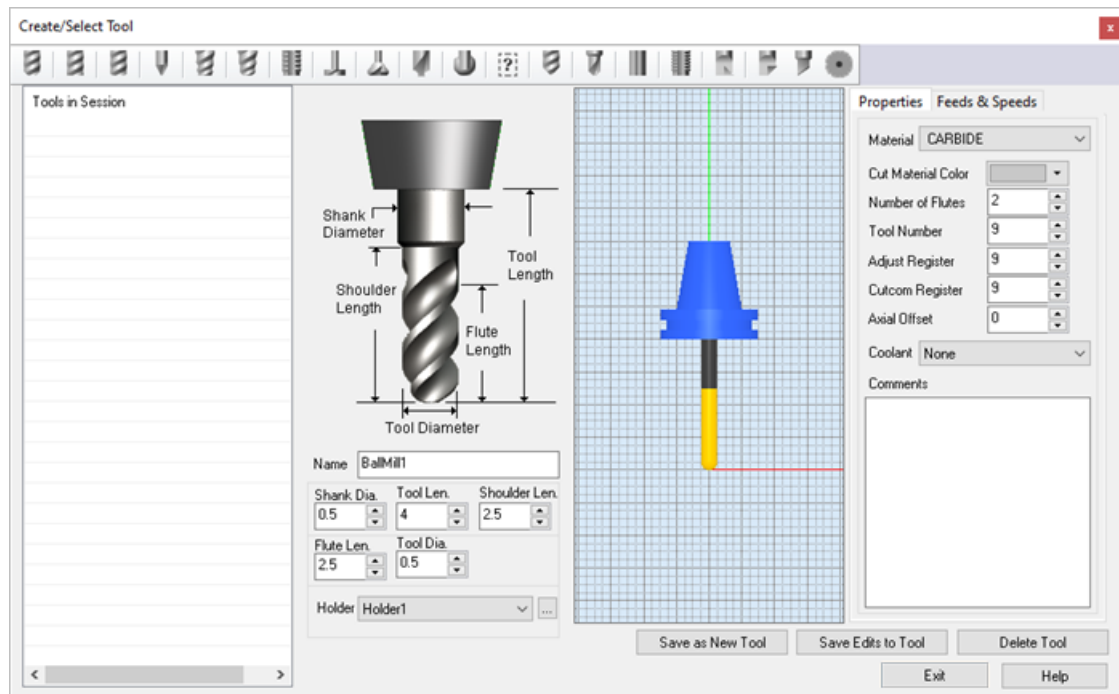 Create/Select Tool
x
?
Tools in Session
Shank
Diameter
Tool
Length
Shoulder
Length
Flute
Length
Tool Diameter
Name BallMill1
Shank Dia. Tool Len. Shoulder Len.
0.5 4 2.5
Flute Len. Tool Dia.
2.5 0.5
Holder Holder1 ...
Properties Feeds & Speeds
Material CARBIDE
Cut Material Color
Number of Flutes 2
Tool Number 9
Adjust Register 9
Cutcom Register 9
Axial Offset 0
Coolant None
Comments
Save as New Tool Save Edits to Tool Delete Tool
Exit Help